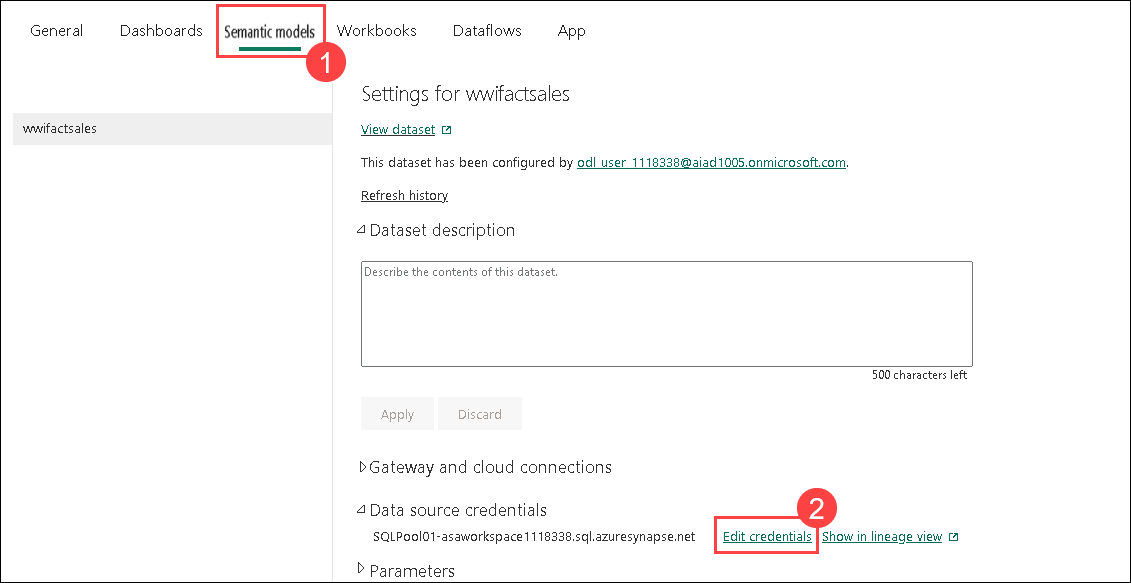 General Dashboards Semantic models Workbooks Dataflows App
1
Settings for wwifactsales
wwifactsales
View dataset
This dataset has been configured by odl_user_1118338@aiad1005.onmicrosoft.com.
Refresh history
Dataset description
Describe the contents of this dataset.
500 characters left
Apply Discard
Gateway and cloud connections
2
Data source credentials
SQLPool01-asaworkspace1118338.sql.azuresynapse.net Edit credentials Show in lineage view
Parameters